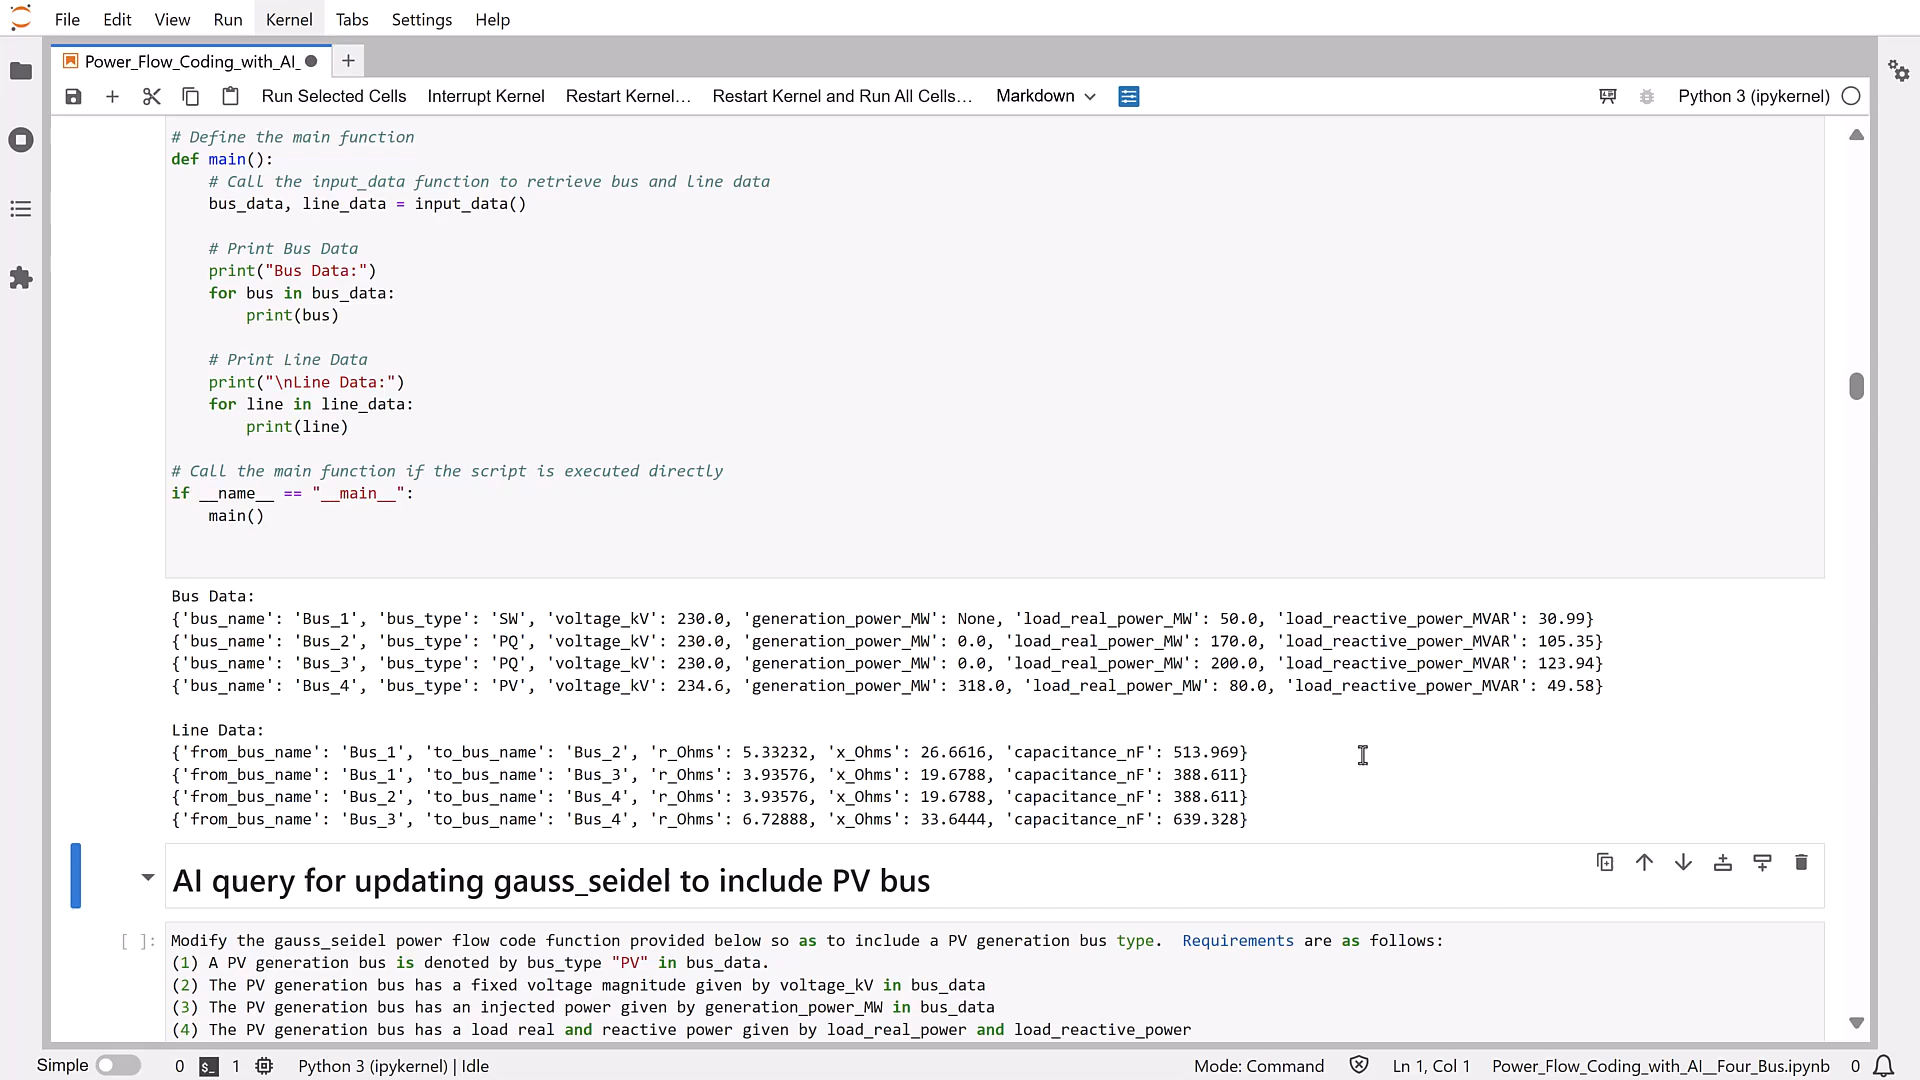 File Edit View Run Kernel Tabs Settings Help
Power_Flow_Coding_with_AI_
Run Selected Cells Interrupt Kernel Restart Kernel… Restart Kernel and Run All Cells… Markdown Python 3 (ipykernel)
# Define the main function
def main():
    # Call the input_data function to retrieve bus and line data
    bus_data, line_data = input_data()
    # Print Bus Data
    print("Bus Data:")
    for bus in bus_data:
        print(bus)
    # Print Line Data
    print("\nLine Data:")
    for line in line_data:
        print(line)
# Call the main function if the script is executed directly
if __name__ == "__main__":
    main()
Bus Data:
{'bus_name': 'Bus_1', 'bus_type': 'SW', 'voltage_kV': 230.0, 'generation_power_MW': None, 'load_real_power_MW': 50.0, 'load_reactive_power_MVAR': 30.99}
{'bus_name': 'Bus_2', 'bus_type': 'PQ', 'voltage_kV': 230.0, 'generation_power_MW': 0.0, 'load_real_power_MW': 170.0, 'load_reactive_power_MVAR': 105.35}
{'bus_name': 'Bus_3', 'bus_type': 'PQ', 'voltage_kV': 230.0, 'generation_power_MW': 0.0, 'load_real_power_MW': 200.0, 'load_reactive_power_MVAR': 123.94}
{'bus_name': 'Bus_4', 'bus_type': 'PV', 'voltage_kV': 234.6, 'generation_power_MW': 318.0, 'load_real_power_MW': 80.0, 'load_reactive_power_MVAR': 49.58}
Line Data:
{'from_bus_name': 'Bus_1', 'to_bus_name': 'Bus_2', 'r_Ohms': 5.33232, 'x_Ohms': 26.6616, 'capacitance_nF': 513.969}
{'from_bus_name': 'Bus_1', 'to_bus_name': 'Bus_3', 'r_Ohms': 3.93576, 'x_Ohms': 19.6788, 'capacitance_nF': 388.611}
{'from_bus_name': 'Bus_2', 'to_bus_name': 'Bus_4', 'r_Ohms': 3.93576, 'x_Ohms': 19.6788, 'capacitance_nF': 388.611}
{'from_bus_name': 'Bus_3', 'to_bus_name': 'Bus_4', 'r_Ohms': 6.72888, 'x_Ohms': 33.6444, 'capacitance_nF': 639.328}
AI query for updating gauss_seidel to include PV bus
[ ]: Modify the gauss_seidel power flow code function provided below so as to include a PV generation bus type.  Requirements are as follows:
(1) A PV generation bus is denoted by bus_type "PV" in bus_data.
(2) The PV generation bus has a fixed voltage magnitude given by voltage_kV in bus_data
(3) The PV generation bus has an injected power given by generation_power_MW in bus_data
(4) The PV generation bus has a load real and reactive power given by load_real_power and load_reactive_power
Simple 0 1 Python 3 (ipykernel) | Idle Mode: Command Ln 1, Col 1 Power_Flow_Coding_with_AI__Four_Bus.ipynb 0